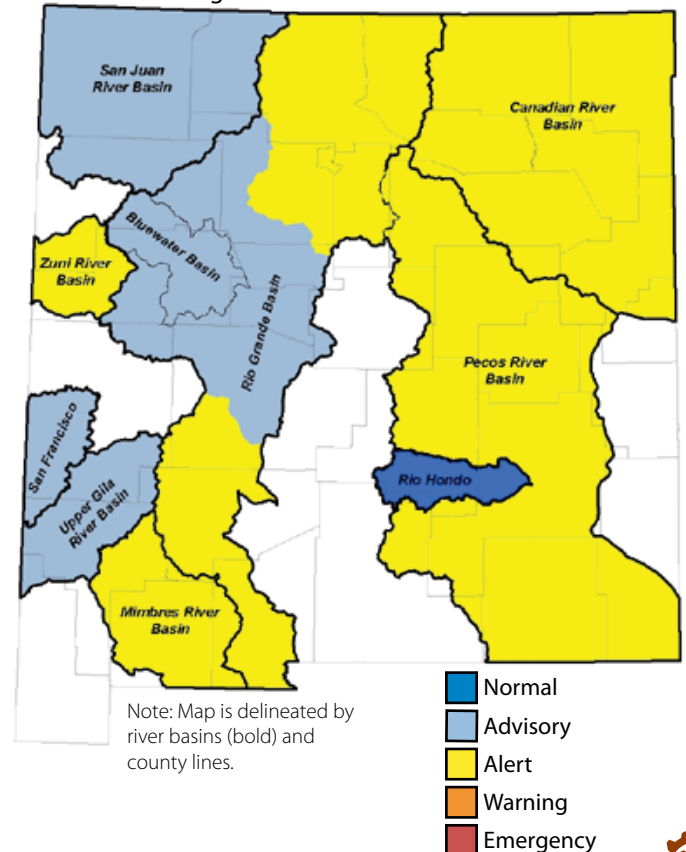 San Juan
River Basin
Canadian River
Basin
Bluewater Basin
Zuni River
Basin
Rio Grande Basin
Pecos River
Basin
San Francisco
Rio Hondo
Upper Gila
River Basin
Mimbres River
Basin
Note: Map is delineated by
river basins (bold) and
county lines.
Normal
Advisory
Alert
Warning
Emergency